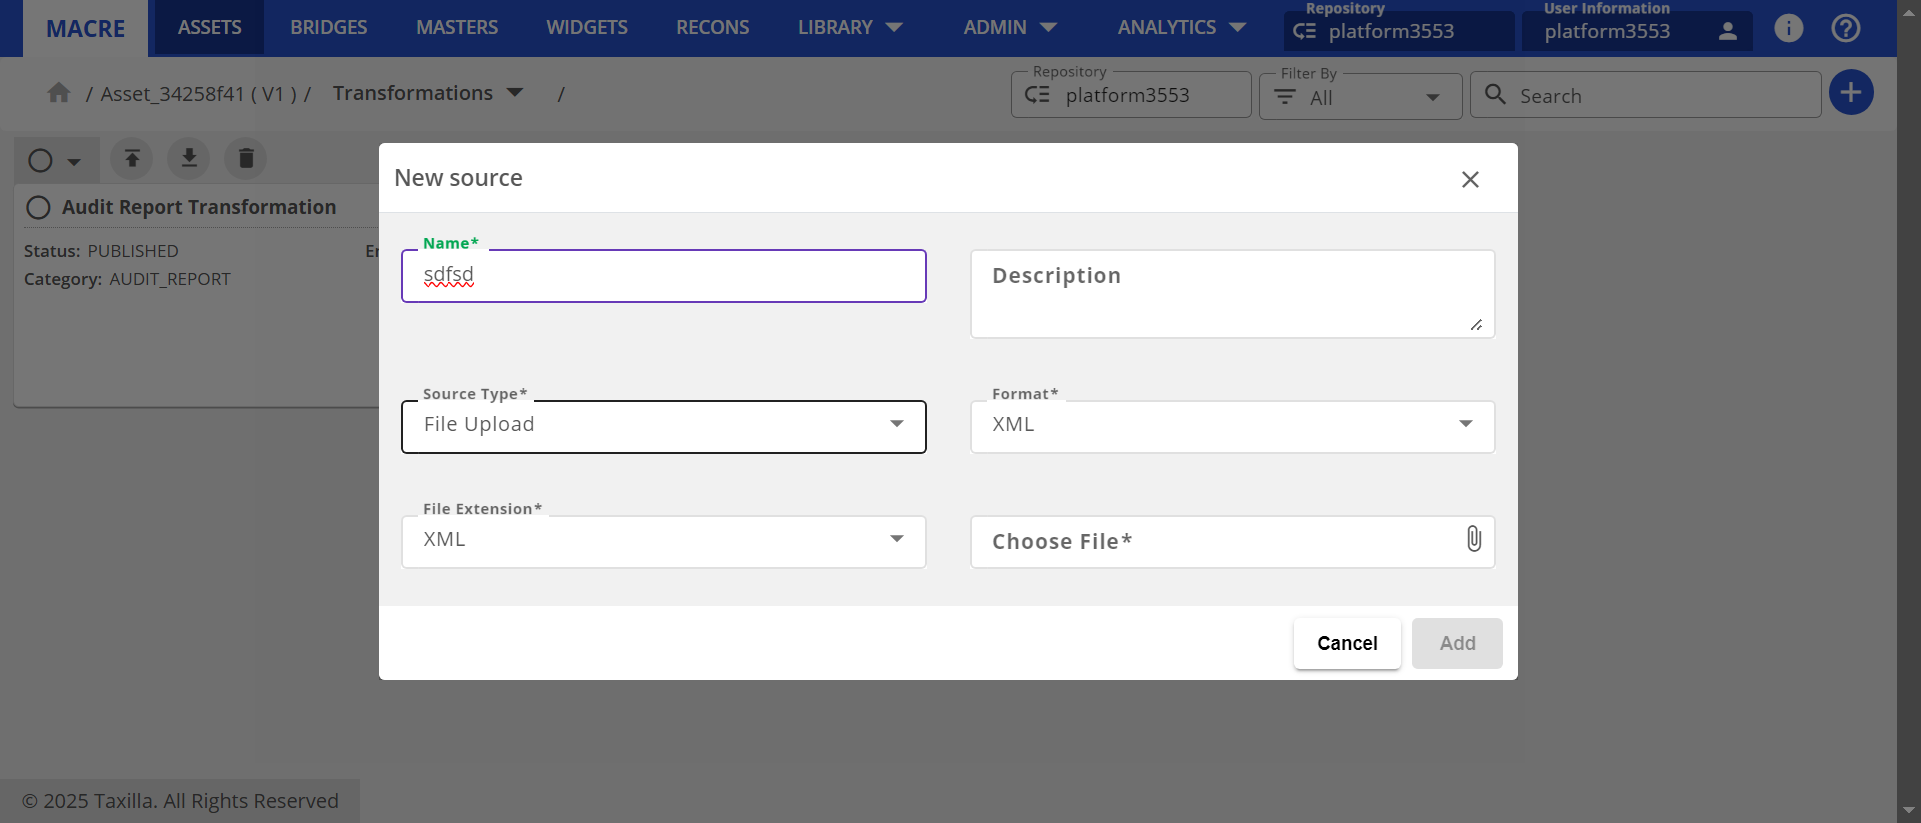 MACRE
ASSETS BRIDGES MASTERS WIDGETS RECONS LIBRARY ADMIN ANALYTICS
Repository
platform3553
User Information
platform3553
/ Asset_34258f41 ( V1 ) / Transformations /
Repository
platform3553
Filter By
All
Search
Audit Report Transformation
Status: PUBLISHED
Category: AUDIT_REPORT
New source
Name*
sdfsd
Description
Source Type*
File Upload
Format*
XML
File Extension*
XML
Choose File*
Cancel Add
© 2025 Taxilla. All Rights Reserved